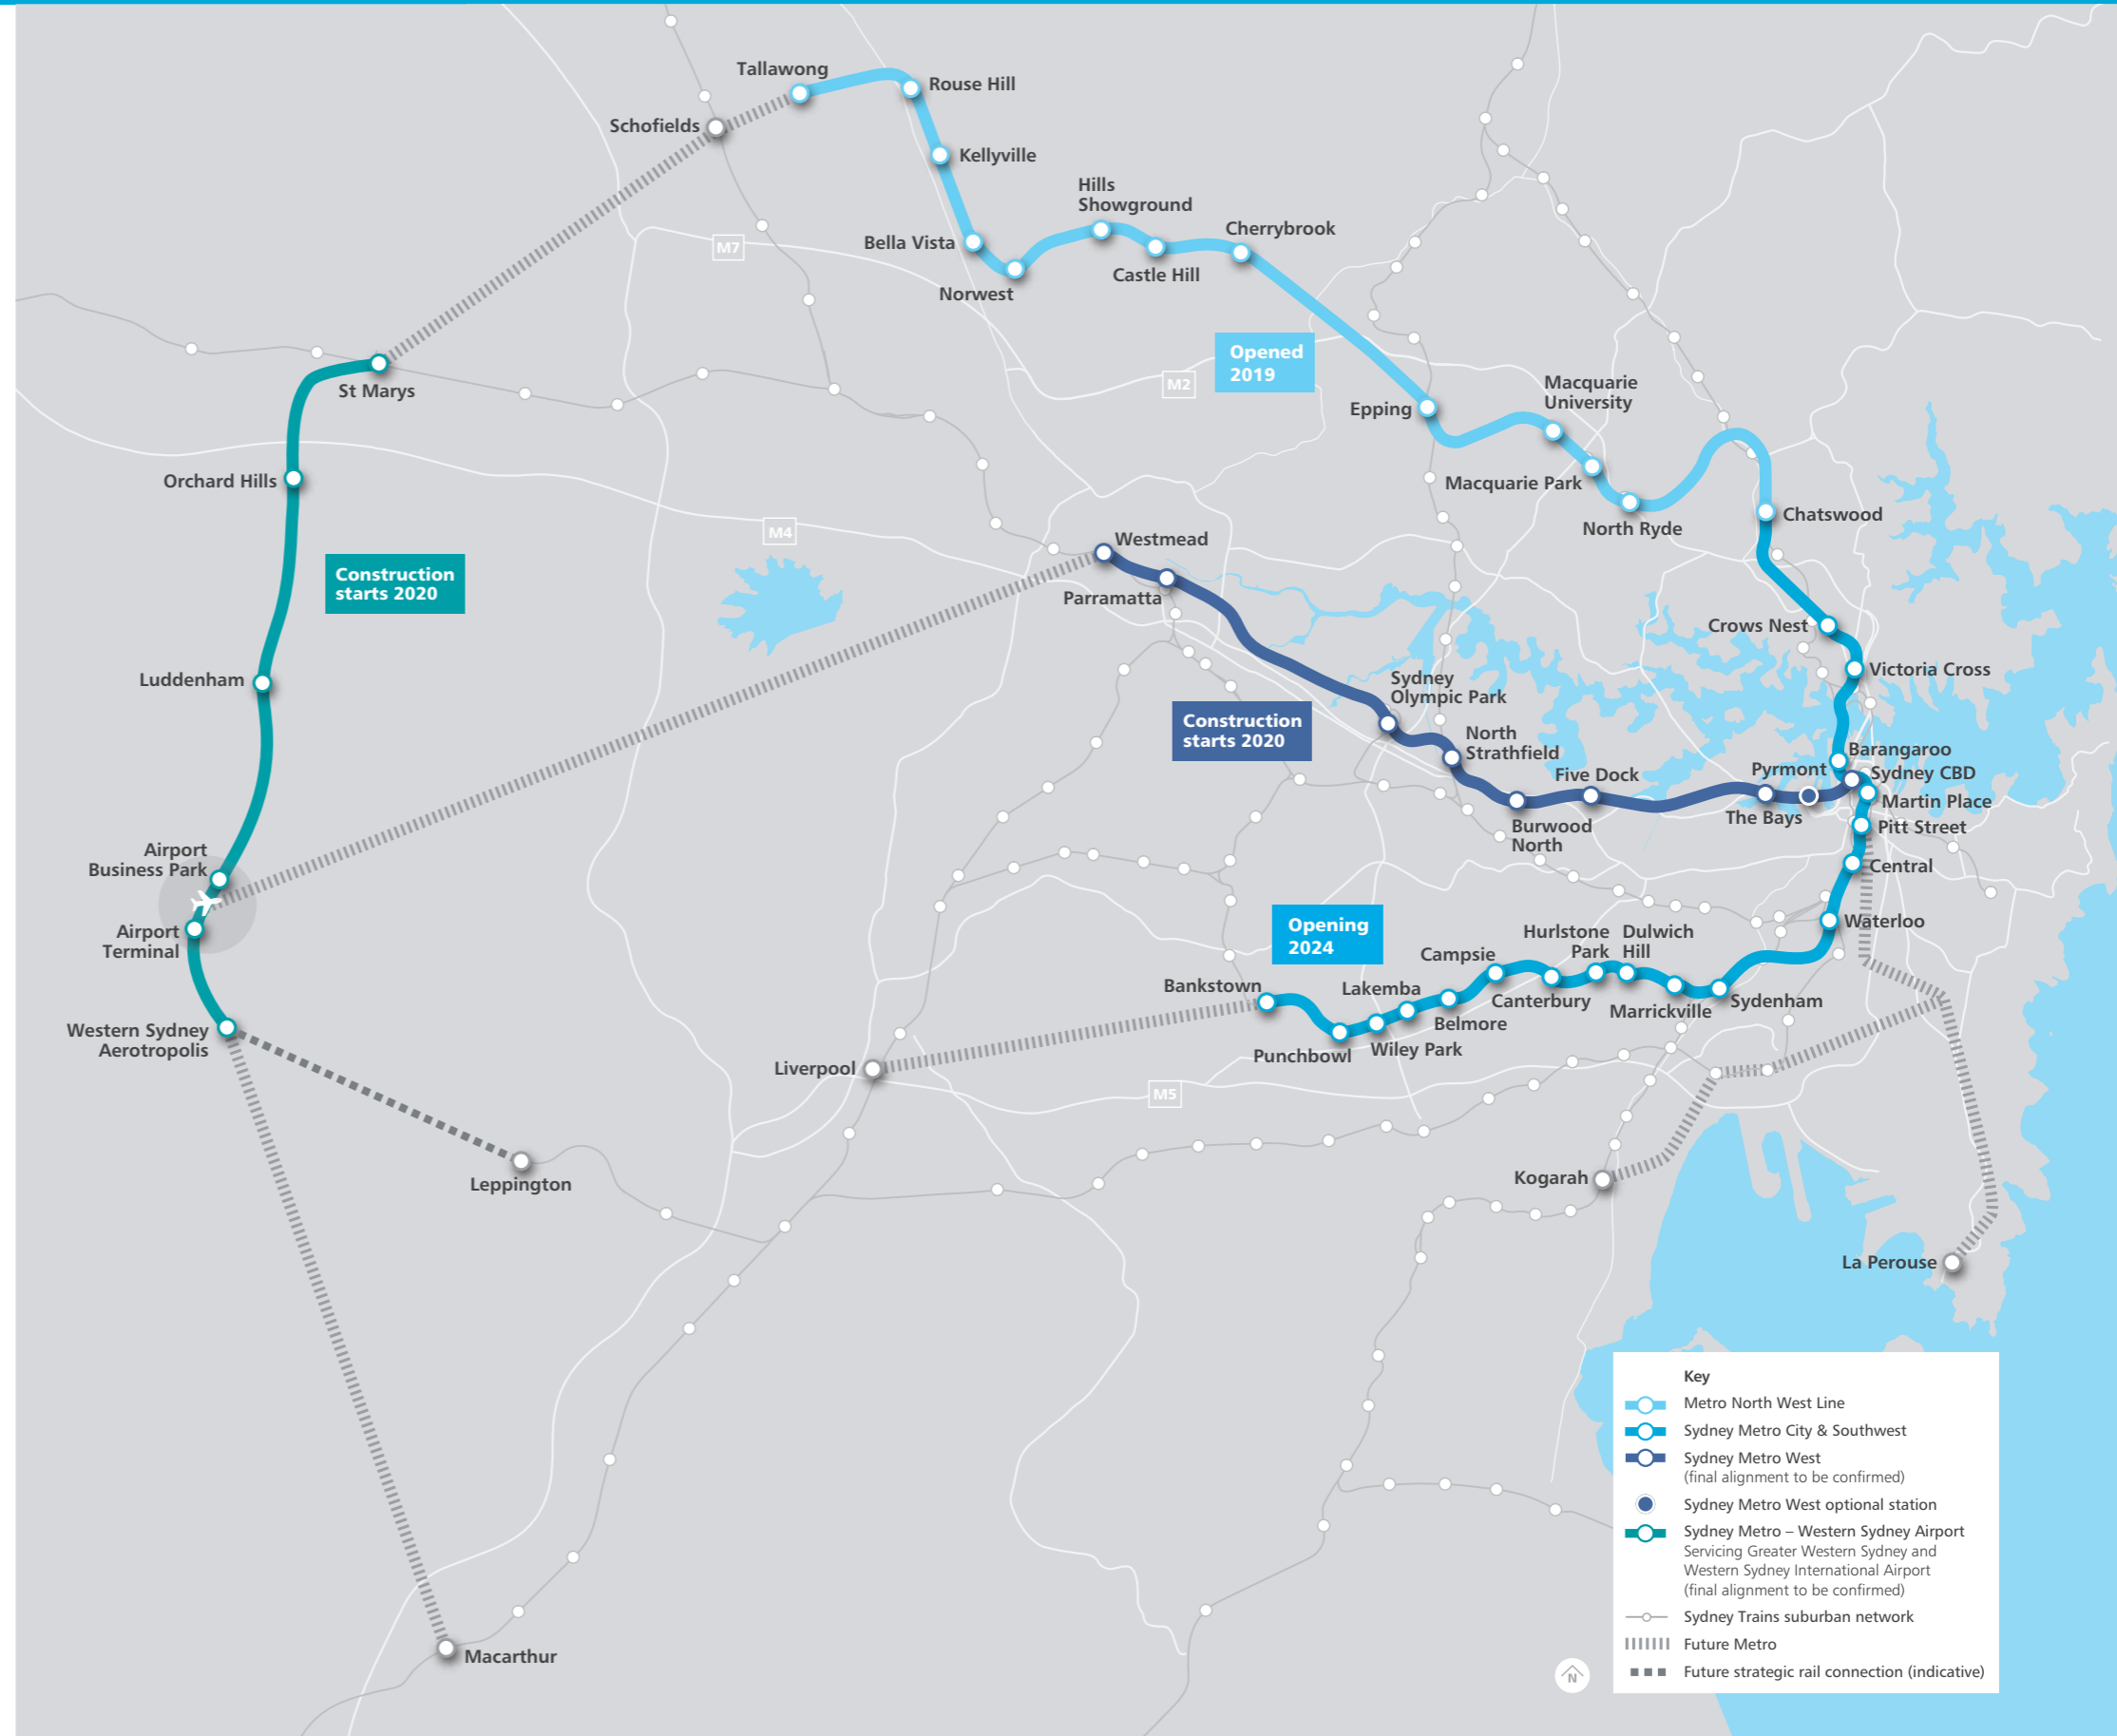 Tallawong
Rouse Hill
Schofields
Kellyville
Hills
Showground
Cherrybrook
Bella Vista
M7
Castle Hill
Norwest
Opened
2019
M2
St Marys
Macquarie
University
Epping
Orchard Hills
Macquarie Park
North Ryde
Chatswood
M4
Westmead
Construction
starts 2020
Parramatta
Crows Nest
Victoria Cross
Luddenham
Sydney
Olympic Park
Construction
starts 2020
North
Strathfield
Barangaroo
Pyrmont
Sydney CBD
Five Dock
Martin Place
The Bays
Burwood
North
Pitt Street
Airport
Business Park
Central
Opening
2024
Waterloo
Airport
Terminal
Hurlstone
Park
Dulwich
Hill
Campsie
Bankstown
Lakemba
Canterbury
Sydenham
Marrickville
Belmore
Western Sydney
Aerotropolis
Punchbowl
Wiley Park
Liverpool
M5
Leppington
Kogarah
La Perouse
Macarthur
Key
Metro North West Line
Sydney Metro City & Southwest
Sydney Metro West
(final alignment to be confirmed)
Sydney Metro West optional station
Sydney Metro – Western Sydney Airport
Servicing Greater Western Sydney and
Western Sydney International Airport
(final alignment to be confirmed)
Sydney Trains suburban network
Future Metro
Future strategic rail connection (indicative)
N